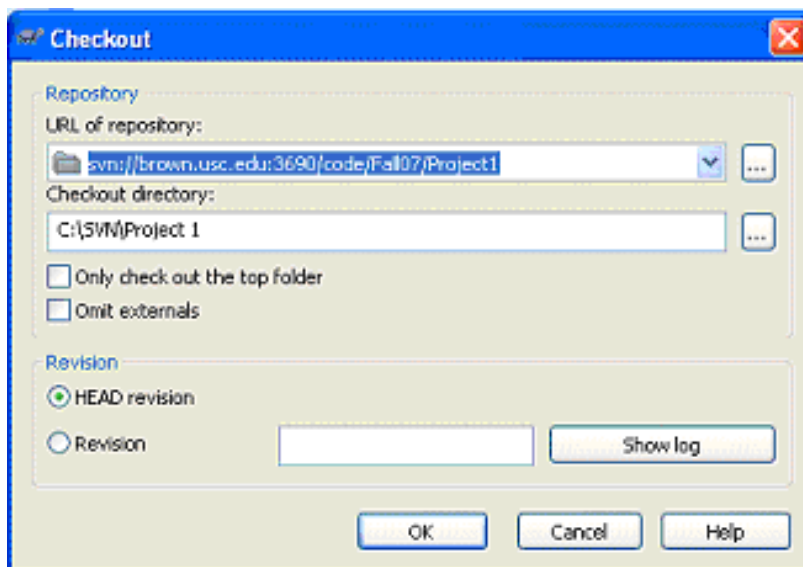 Checkout
Repository
URL of repository:
svn://brown.usc.edu:3690/code/Fall07/Project1
...
Checkout directory:
C:\SVN\Project 1
...
Only check out the top folder
Omit externals
Revision
HEAD revision
Revision
Show log
OK
Cancel
Help